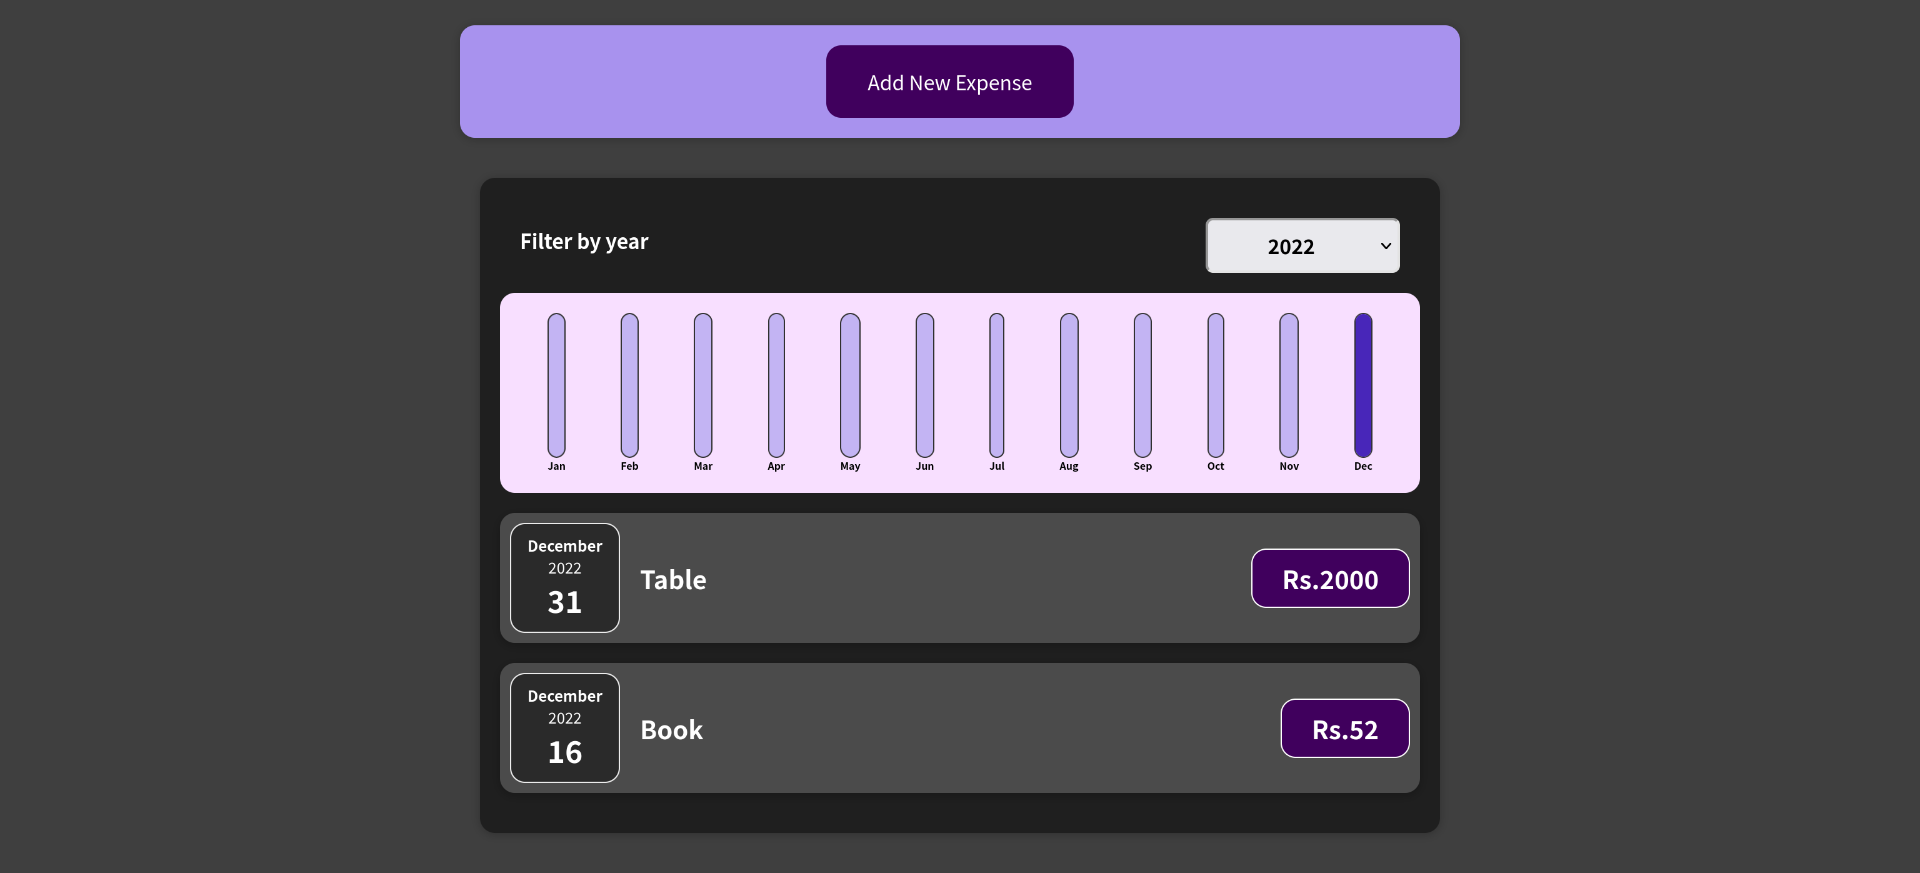 Add New Expense
Filter by year
2022
Jan Feb Mar Apr May Jun Jul Aug Sep Oct Nov Dec
December
2022
31
Table
Rs.2000
December
2022
16
Book
Rs.52